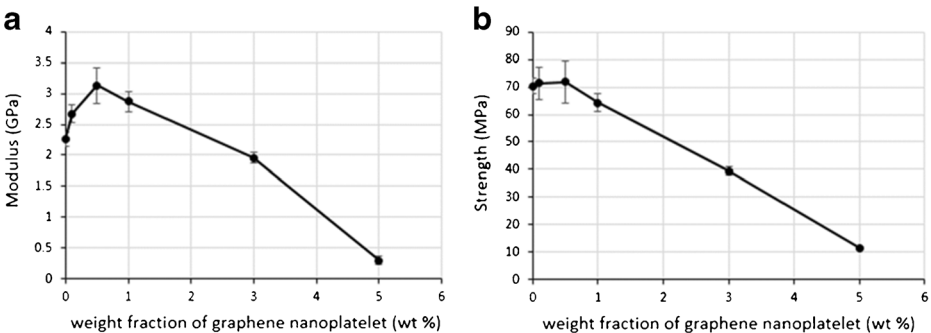 a
Modulus (GPa)
4
3.5
3
2.5
2
1.5
1
0.5
0
0 1 2 3 4 5 6
weight fraction of graphene nanoplatelet (wt %)
b
Strength (MPa)
90
80
70
60
50
40
30
20
10
0
0 1 2 3 4 5 6
weight fraction of graphene nanoplatelet (wt %)